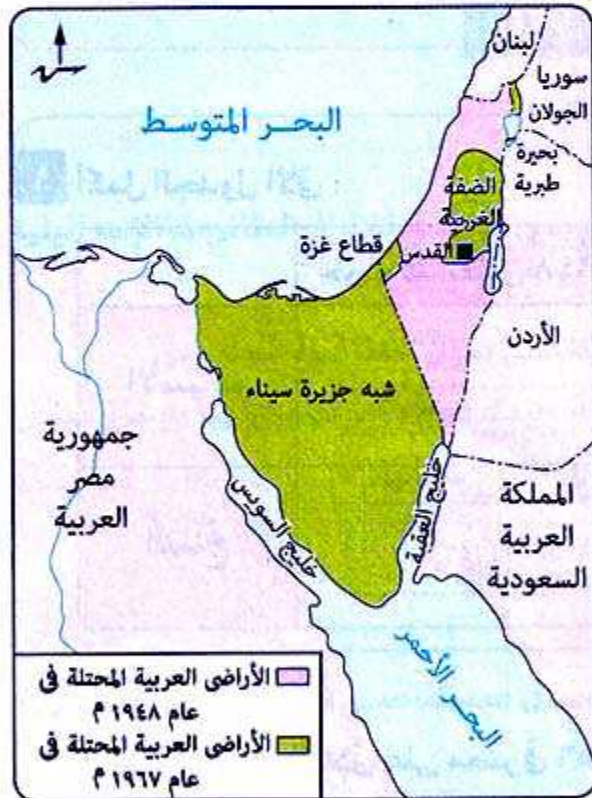 لبنان
سوريا
الجولان
البحر المتوسط
بحيرة
طبرية
الضفة
الغربية
القدس
قطاع غزة
الأردن
شبه جزيرة سيناء
جمهورية
مصر
العربية
خليج السويس
خليج العقبة
المملكة
العربية
السعودية
البحر الأحمر
الأراضى العربية المحتلة فى
عام ١٩٤٨ م
الأراضى العربية المحتلة فى
عام ١٩٦٧ م